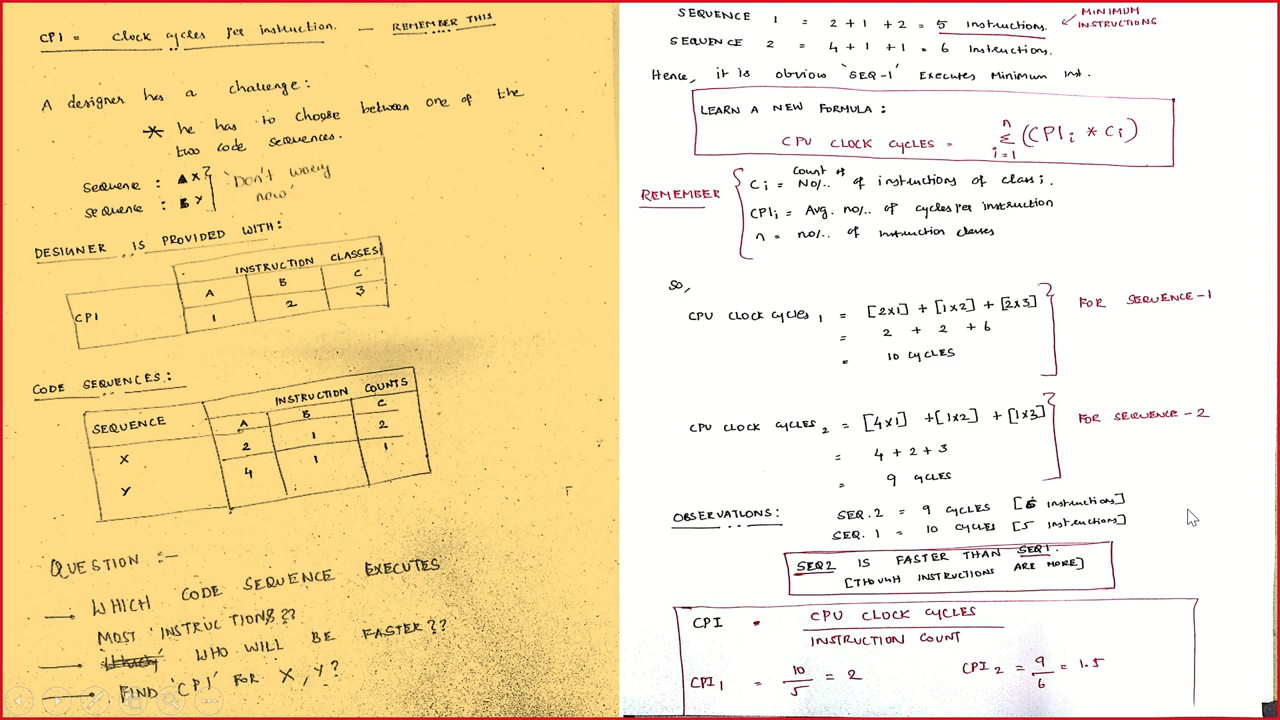 CPI = Clock cycles per instruction. — REMEMBER THIS
A designer has a challenge:
* he has to choose between one of the
two code sequences.
sequence : A X?
sequence : B Y
'Don't worry
now'
DESIGNER IS PROVIDED WITH:
INSTRUCTION CLASSES
A B C
CPI 1 2 3
CODE SEQUENCES:
SEQUENCE INSTRUCTION COUNTS
A B C
X 2 1 2
Y 4 1 1
QUESTION :-
— WHICH CODE SEQUENCE EXECUTES
MOST INSTRUCTIONS??
— WHO WILL BE FASTER??
— FIND 'CPI' FOR X, Y?
SEQUENCE 1 = 2 + 1 + 2 = 5 Instructions.
MINIMUM
INSTRUCTIONS
SEQUENCE 2 = 4 + 1 + 1 = 6 Instructions.
Hence, it is obvious 'SEQ-1' Executes Minimum Inst.
LEARN A NEW FORMULA :
CPU CLOCK CYCLES = n Σ i=1 (CPIi * Ci)
REMEMBER
Ci = count of No/.. of instructions of class i.
CPIi = Avg. no/.. of cycles per instruction
n = no/.. of instruction classes
So,
CPU CLOCK CYCLES1 = [2x1] + [1x2] + [2x3]
FOR SEQUENCE-1
= 2 + 2 + 6
= 10 CYCLES
CPU CLOCK CYCLES2 = [4x1] + [1x2] + [1x3]
FOR SEQUENCE-2
= 4 + 2 + 3
= 9 CYCLES
OBSERVATIONS:
SEQ.2 = 9 CYCLES [6 instructions]
SEQ.1 = 10 CYCLES [5 instructions]
SEQ2 IS FASTER THAN SEQ1.
[THOUGH INSTRUCTIONS ARE MORE]
CPI = CPU CLOCK CYCLES
INSTRUCTION COUNT
CPI1 = 10/5 = 2
CPI2 = 9/6 = 1.5